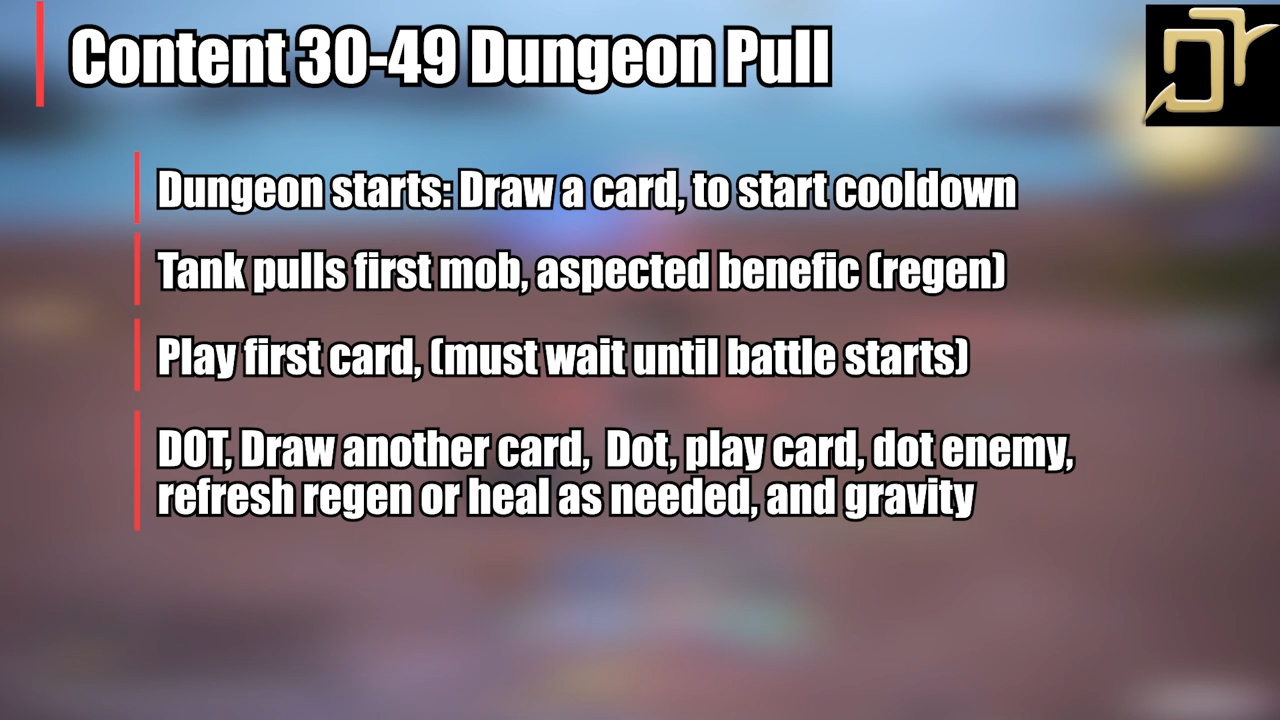 Content 30-49 Dungeon Pull
Dungeon starts: Draw a card, to start cooldown
Tank pulls first mob, aspected benefic (regen)
Play first card, (must wait until battle starts)
DOT, Draw another card,  Dot, play card, dot enemy,
refresh regen or heal as needed, and gravity